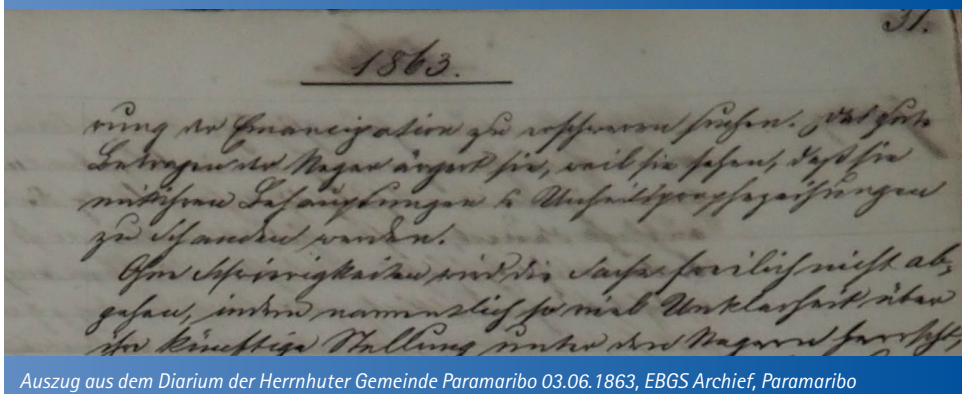 31.
1863.
rung der Emancipation zu erschweren suchen. Das gute
Betragen der Neger ärgert sie, weil sie sehen, daß sie
mit ihren Behauptungen u Unheilsprophezeihungen
zu Schanden werden.
Ohne Schwierigkeiten wird die Sache freilich nicht ab=
gehen, indem namentlich so viel Unklarheit über
ihre künftige Stellung unter den Negern herrscht,
Auszug aus dem Diarium der Herrnhuter Gemeinde Paramaribo 03.06.1863, EBGS Archief, Paramaribo